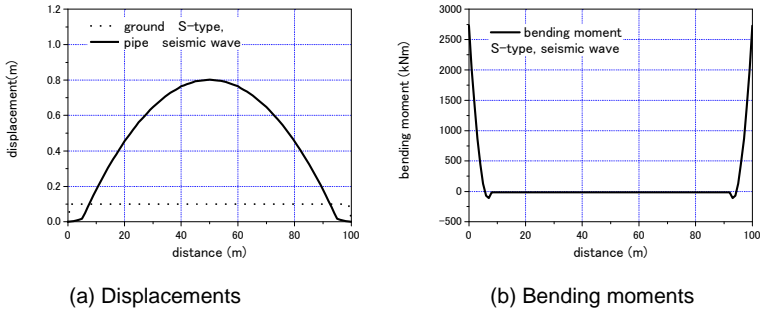 1.2
1.0
0.8
0.6
0.4
0.2
0.0
displacement(m)
ground S-type,
pipe seismic wave
0 20 40 60 80 100
distance (m)
(a) Displacements
3000
2500
2000
1500
1000
500
0
−500
bending moment (kNm)
bending moment
S-type, seismic wave
0 20 40 60 80 100
distance (m)
(b) Bending moments